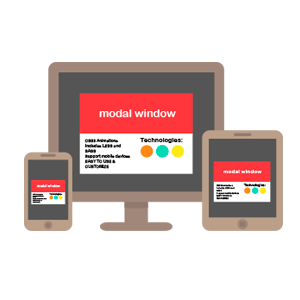 modal window
CSS3 Animations
Includes LESS and
SASS
Support mobile devices
EASY TO USE &
CUSTOMIZE
Technologies:
modal window
modal window
Technologies: